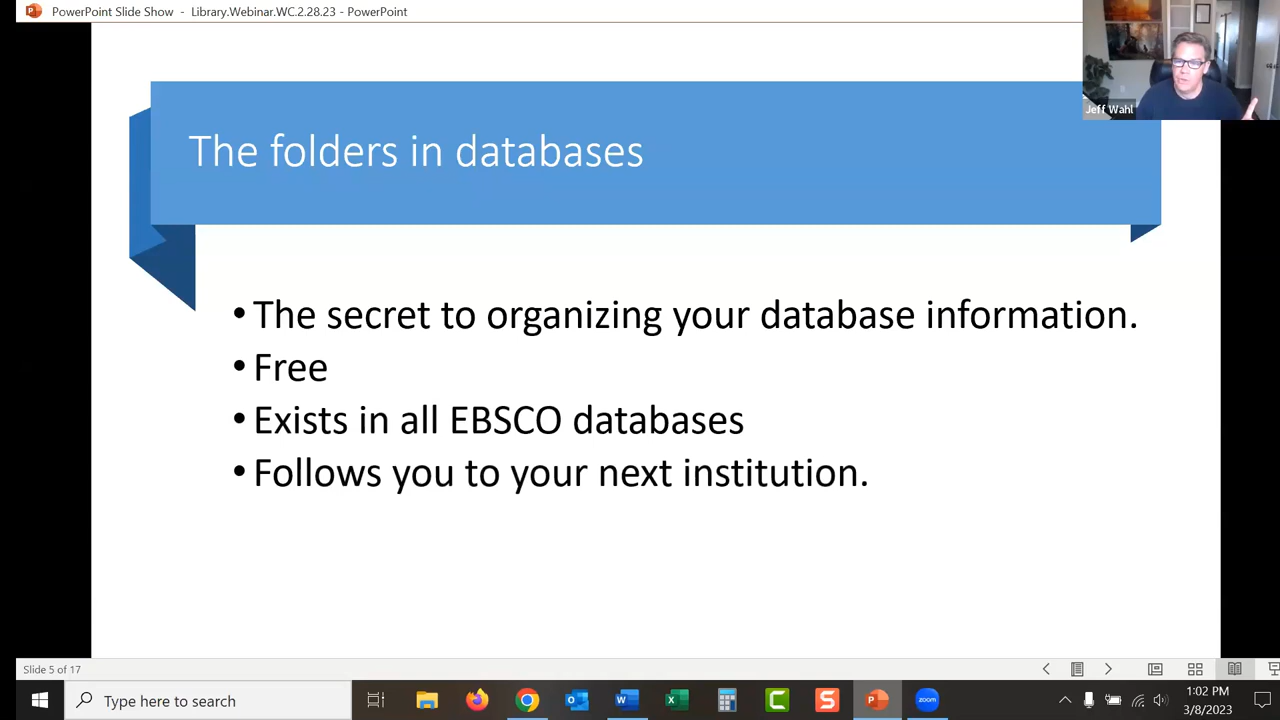 PowerPoint Slide Show - Library.Webinar.WC.2.28.23 - PowerPoint
Jeff Wahl
The folders in databases
• The secret to organizing your database information.
• Free
• Exists in all EBSCO databases
• Follows you to your next institution.
Slide 5 of 17
Type here to search
zoom
1:02 PM
3/8/2023